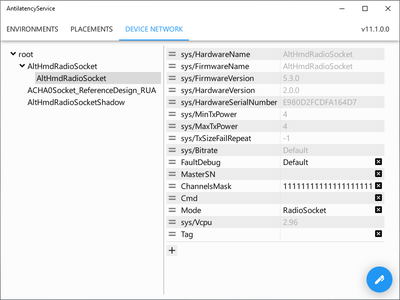 AntilatencyService
ENVIRONMENTS PLACEMENTS DEVICE NETWORK v11.1.0.0
root
AltHmdRadioSocket
AltHmdRadioSocket
ACHA0Socket_ReferenceDesign_RUA
AltHmdRadioSocketShadow
sys/HardwareName AltHmdRadioSocket
sys/FirmwareName AltHmdRadioSocket
sys/FirmwareVersion 5.3.0
sys/HardwareVersion 2.0.0
sys/HardwareSerialNumber E980D2FCDFA164D7
sys/MinTxPower 4
sys/MaxTxPower 4
sys/TxSizeFailRepeat -1
sys/Bitrate Default
FaultDebug Default
MasterSN
ChannelsMask 1111111111111111111111
Cmd
Mode RadioSocket
sys/Vcpu 2.96
Tag